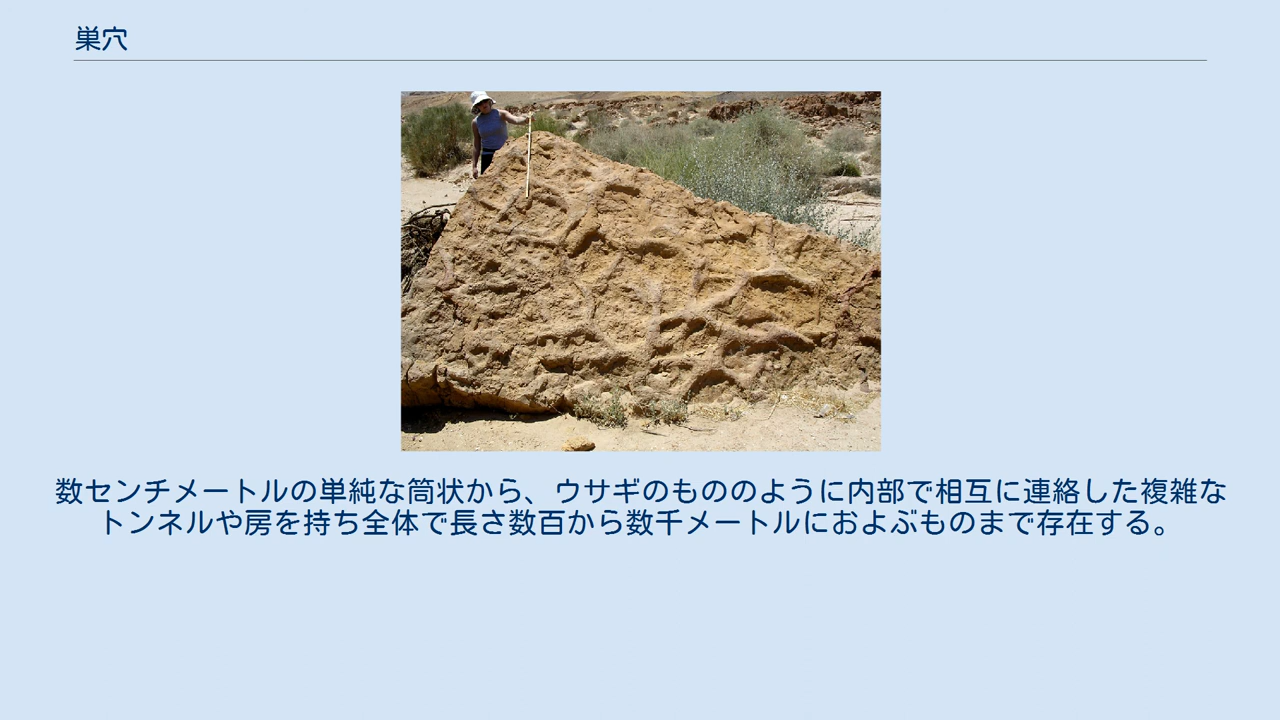 巣穴
数センチメートルの単純な筒状から、ウサギのもののように内部で相互に連絡した複雑な
トンネルや房を持ち全体で長さ数百から数千メートルにおよぶものまで存在する。